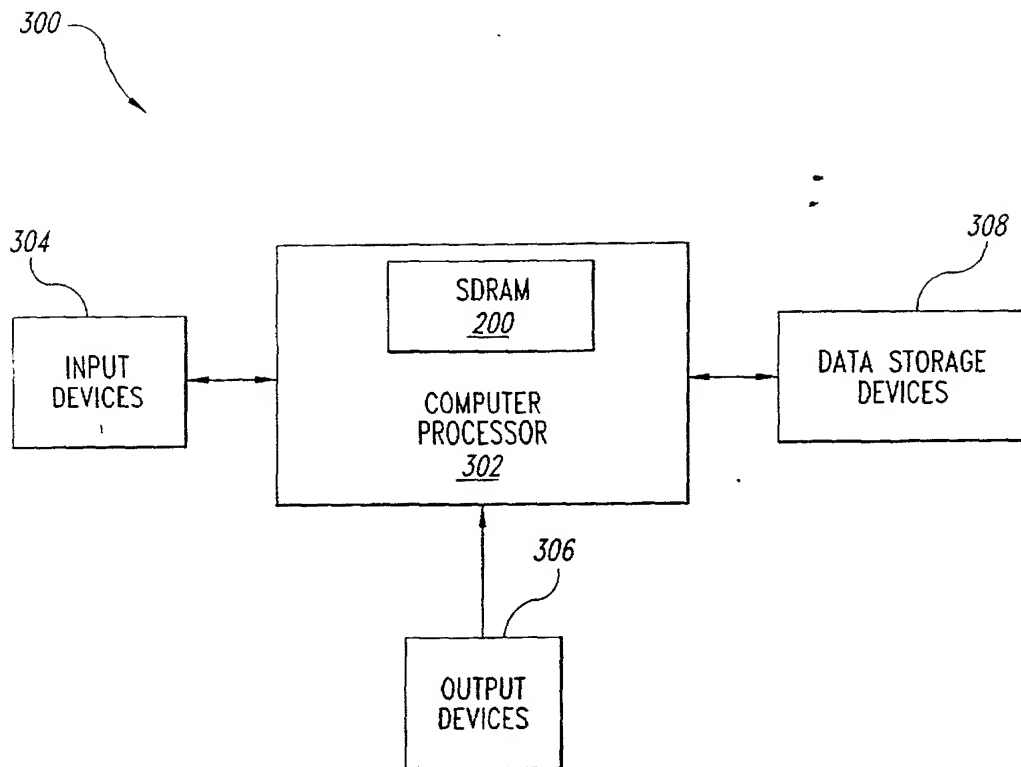 300
304
INPUT
DEVICES
SDRAM
200
COMPUTER
PROCESSOR
302
308
DATA STORAGE
DEVICES
306
OUTPUT
DEVICES